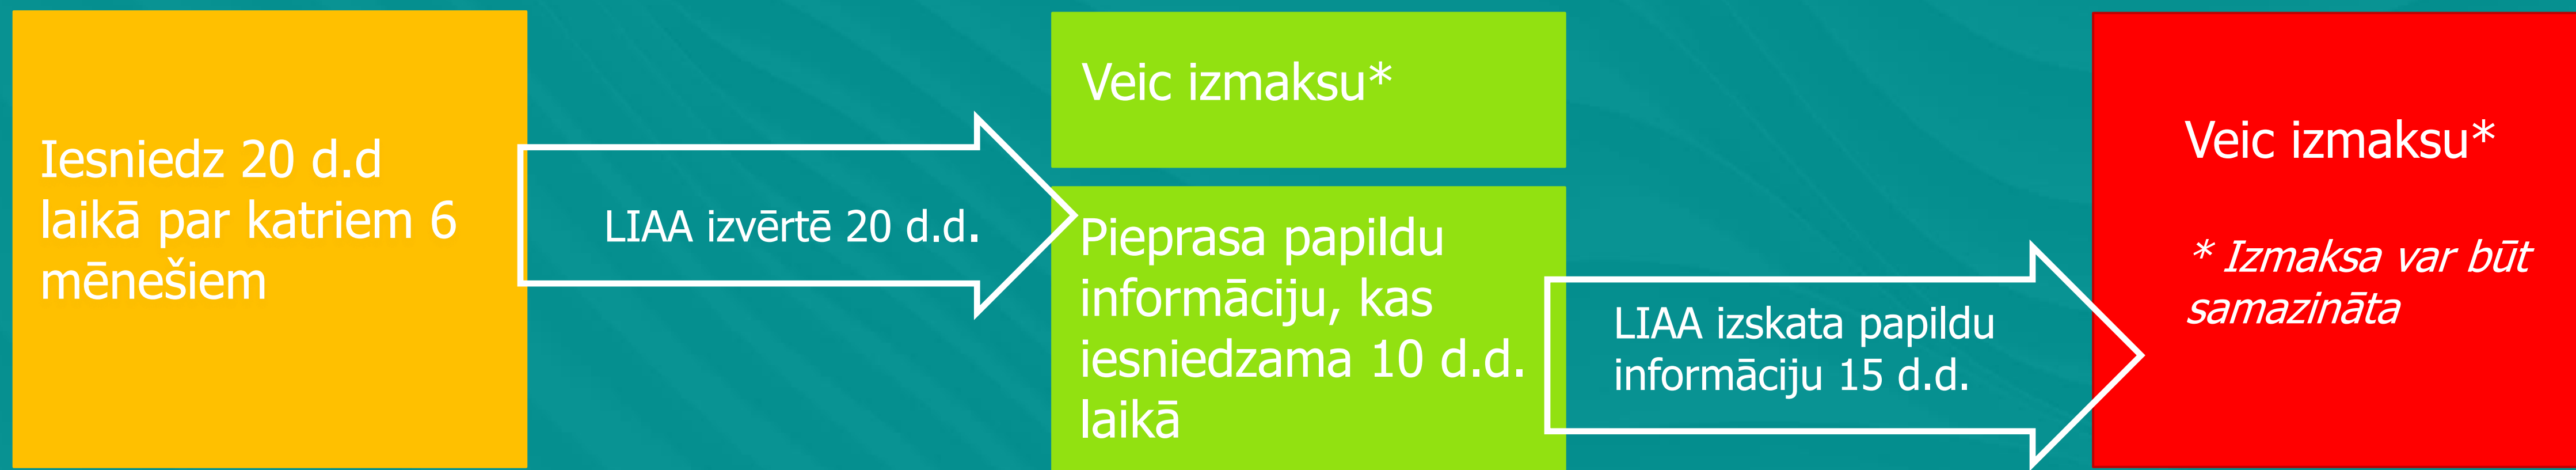 Iesniedz 20 d.d
laikā par katriem 6
mēnešiem
LIAA izvērtē 20 d.d.
Veic izmaksu*
Pieprasa papildu
informāciju, kas
iesniedzama 10 d.d.
laikā
LIAA izskata papildu
informāciju 15 d.d.
Veic izmaksu*
* Izmaksa var būt
samazināta